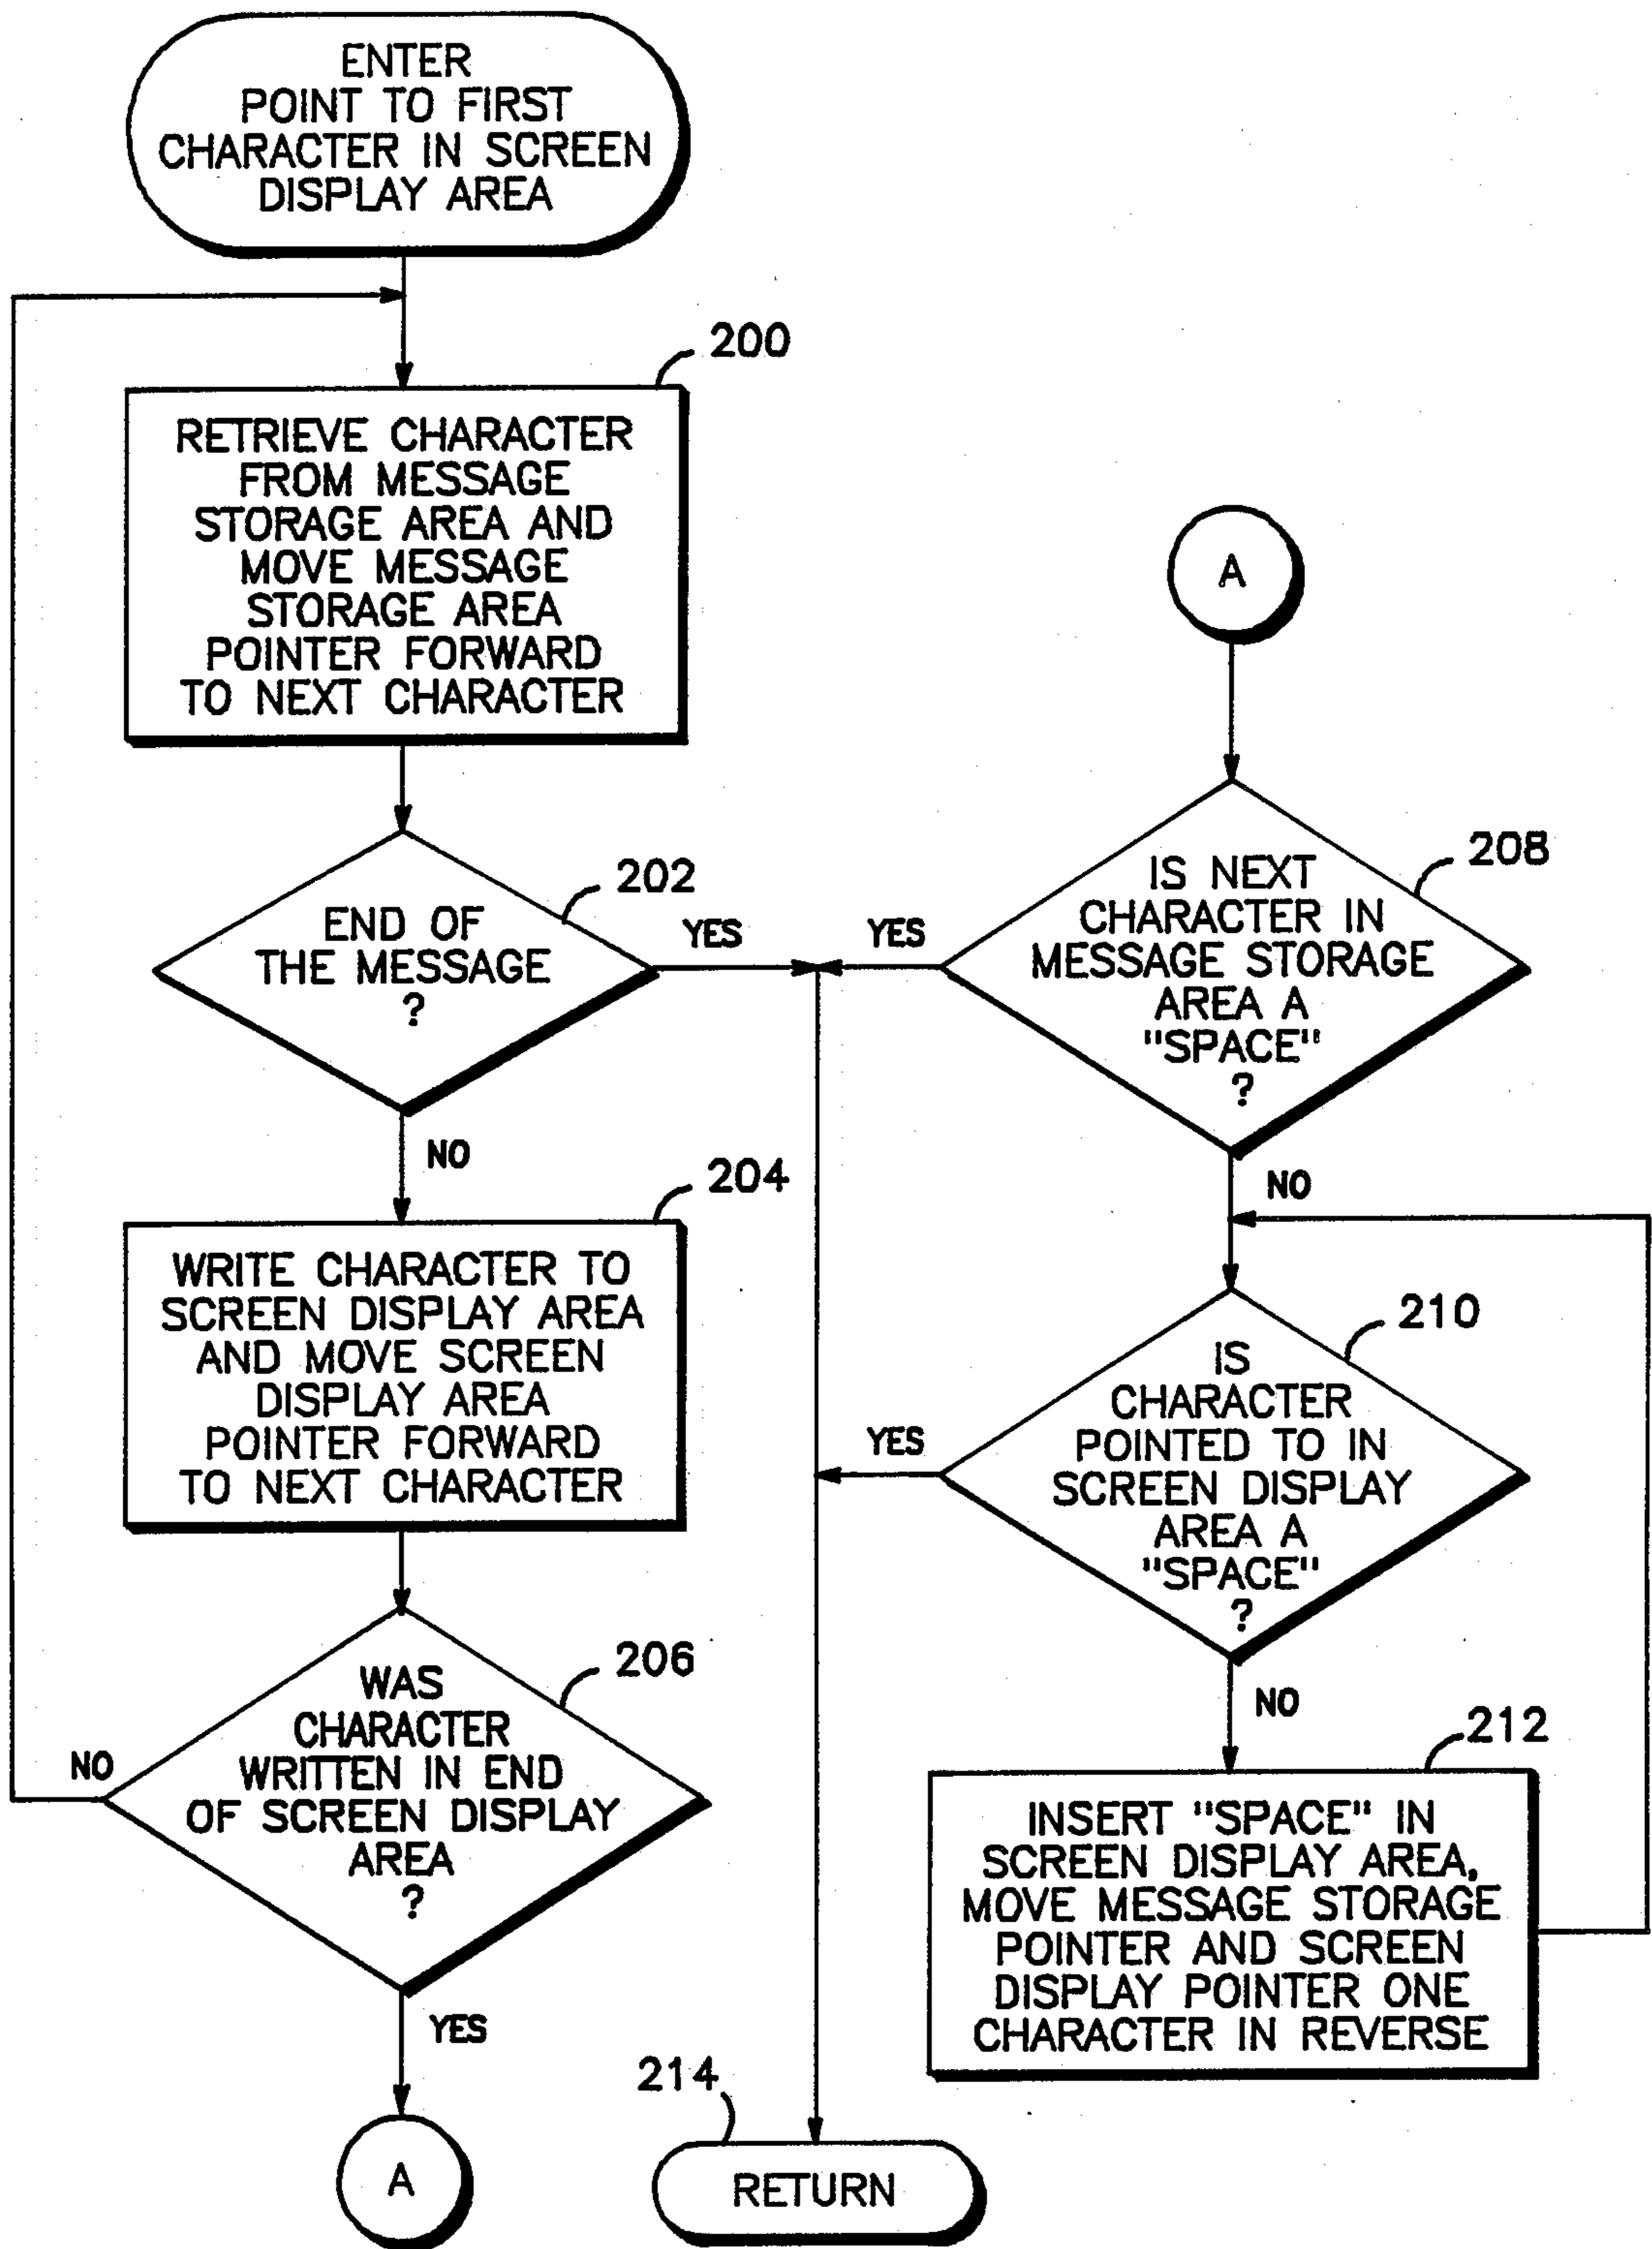 ENTER
POINT TO FIRST
CHARACTER IN SCREEN
DISPLAY AREA
200
RETRIEVE CHARACTER
FROM MESSAGE
STORAGE AREA AND
MOVE MESSAGE
STORAGE AREA
POINTER FORWARD
TO NEXT CHARACTER
202
END OF
THE MESSAGE
?
YES
NO
204
WRITE CHARACTER TO
SCREEN DISPLAY AREA
AND MOVE SCREEN
DISPLAY AREA
POINTER FORWARD
TO NEXT CHARACTER
206
WAS
CHARACTER
WRITTEN IN END
OF SCREEN DISPLAY
AREA
?
NO
YES
A
A
208
IS NEXT
CHARACTER IN
MESSAGE STORAGE
AREA A
"SPACE"
?
YES
NO
210
IS
CHARACTER
POINTED TO IN
SCREEN DISPLAY
AREA A
"SPACE"
?
YES
NO
212
INSERT "SPACE" IN
SCREEN DISPLAY AREA,
MOVE MESSAGE STORAGE
POINTER AND SCREEN
DISPLAY POINTER ONE
CHARACTER IN REVERSE
214
RETURN